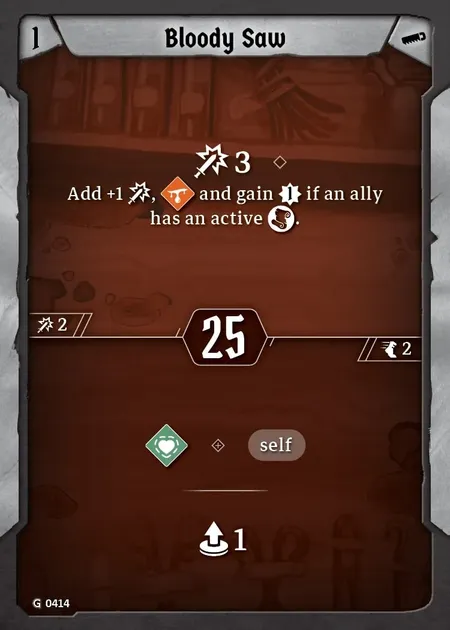 1
Bloody Saw
3
Add +1 , and gain 1 if an ally
has an active .
2
25
2
self
1
G 0414